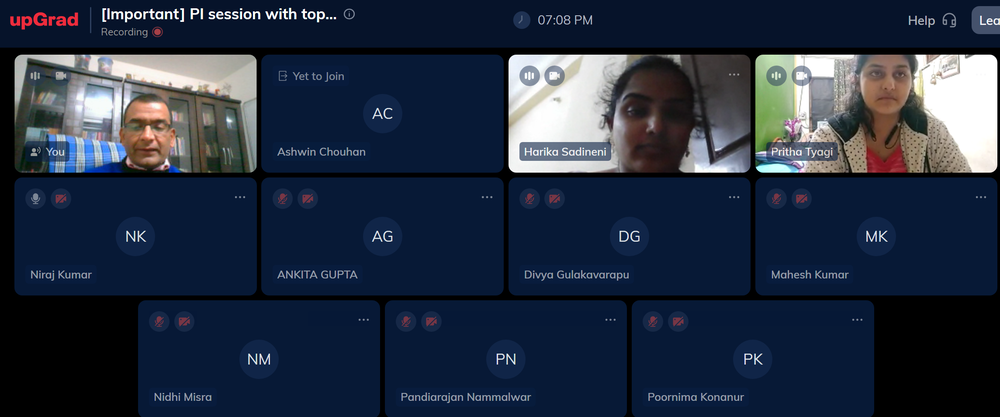 upGrad
[Important] PI session with top...
Recording
07:08 PM
Help
Lea
You
Yet to Join
AC
Ashwin Chouhan
Harika Sadineni
Pritha Tyagi
NK
Niraj Kumar
AG
ANKITA GUPTA
DG
Divya Gulakavarapu
MK
Mahesh Kumar
NM
Nidhi Misra
PN
Pandiarajan Nammalwar
PK
Poornima Konanur